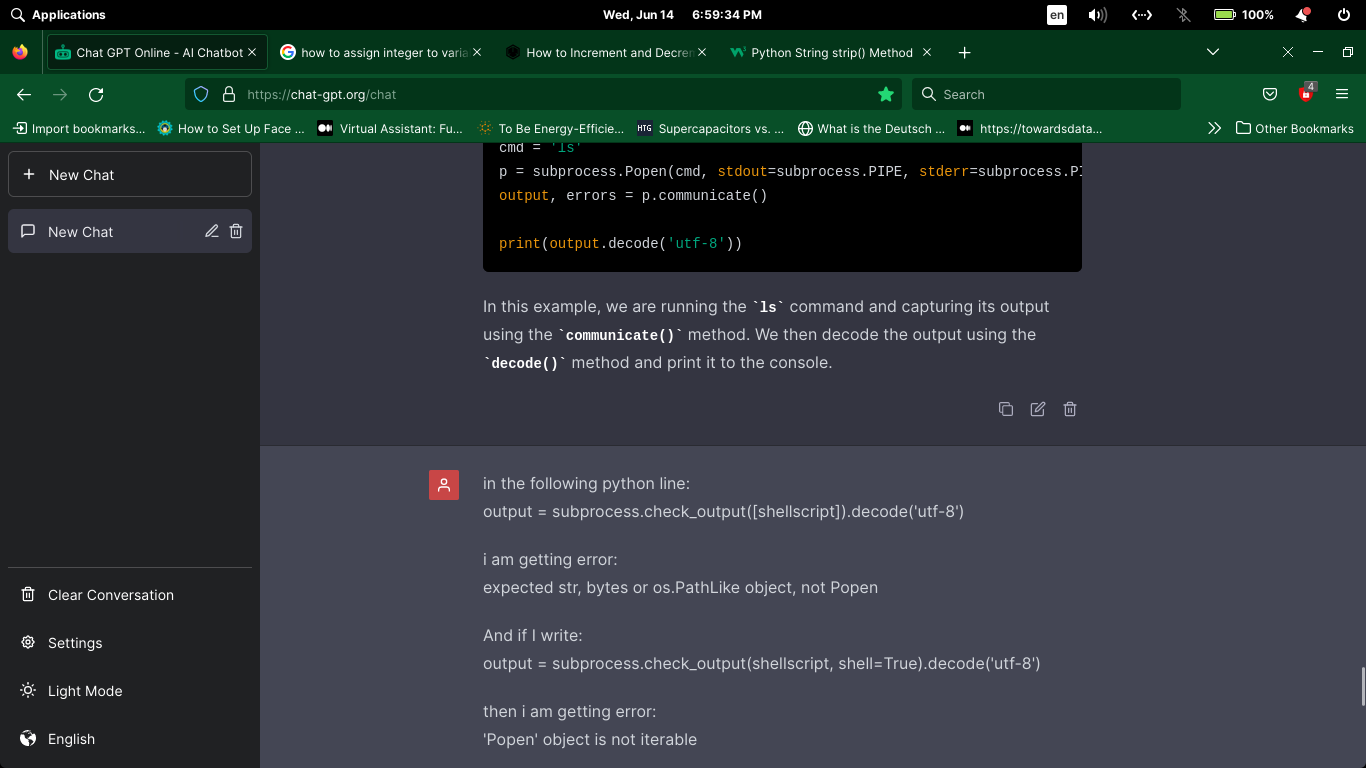 Applications
Wed, Jun 14 6:59:34 PM
en
100%
Chat GPT Online - AI Chatbot
how to assign integer to varia
How to Increment and Decren
Python String strip() Method
https://chat-gpt.org/chat
Search
4
Import bookmarks...
How to Set Up Face ...
Virtual Assistant: Fu...
To Be Energy-Efficie...
HTG Supercapacitors vs. ...
What is the Deutsch ...
https://towardsdata...
Other Bookmarks
New Chat
New Chat
Clear Conversation
Settings
Light Mode
English
cmd = 'ls'
p = subprocess.Popen(cmd, stdout=subprocess.PIPE, stderr=subprocess.PI
output, errors = p.communicate()
print(output.decode('utf-8'))
In this example, we are running the `ls` command and capturing its output
using the `communicate()` method. We then decode the output using the
`decode()` method and print it to the console.
in the following python line:
output = subprocess.check_output([shellscript]).decode('utf-8')
i am getting error:
expected str, bytes or os.PathLike object, not Popen
And if I write:
output = subprocess.check_output(shellscript, shell=True).decode('utf-8')
then i am getting error:
'Popen' object is not iterable